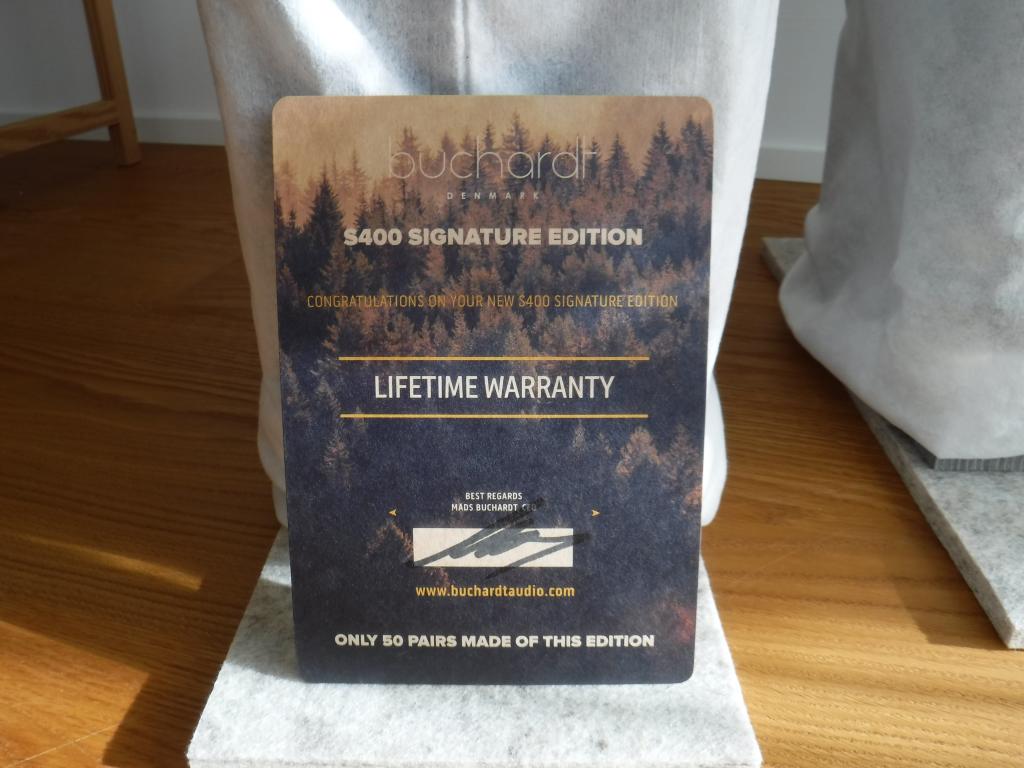 buchardt
DENMARK
S400 SIGNATURE EDITION
CONGRATULATIONS ON YOUR NEW S400 SIGNATURE EDITION
LIFETIME WARRANTY
BEST REGARDS
MADS BUCHARDT, CEO
www.buchardtaudio.com
ONLY 50 PAIRS MADE OF THIS EDITION